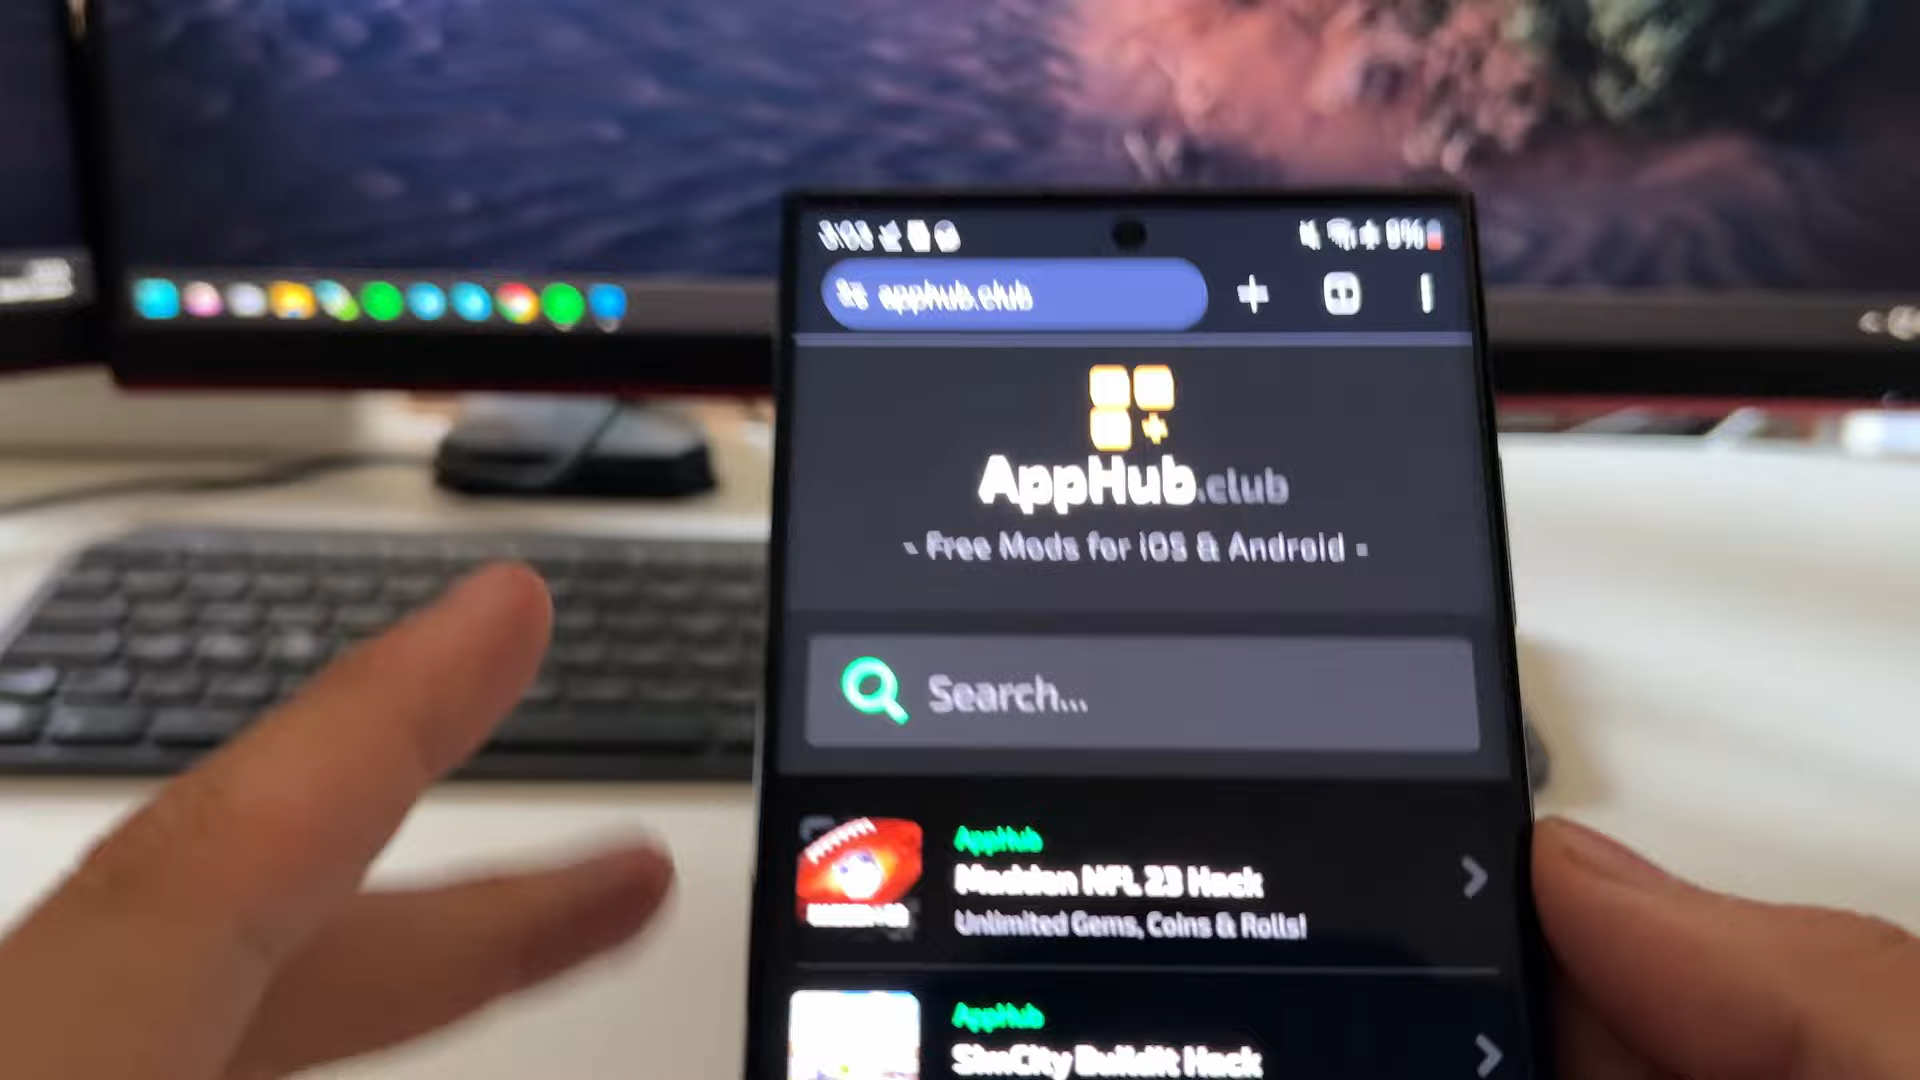 apphub.club
AppHub.club
- Free Mods for iOS & Android -
Search...
AppHub
Madden NFL 23 Hack
Unlimited Gems, Coins & Rolls!
AppHub
SimCity BuildIt Hack